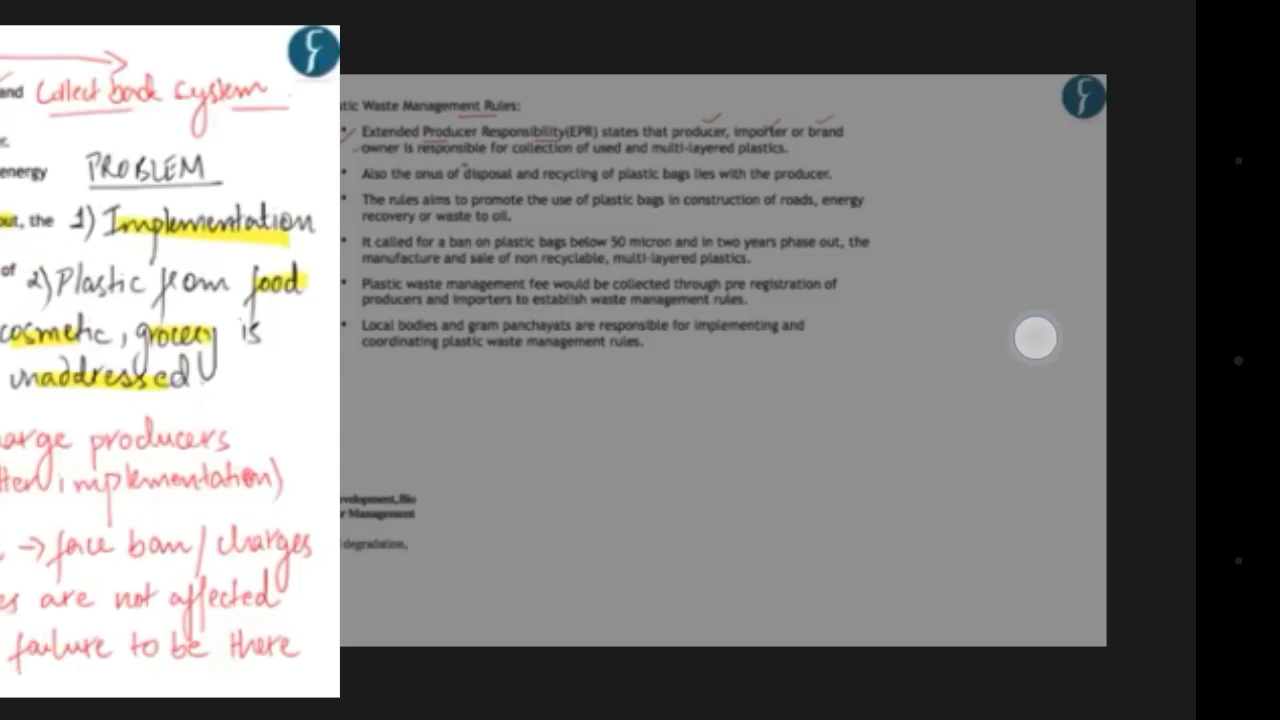 and collect back system
r.
energy
PROBLEM
out, the
1) Implementation
of
2) Plastic from food
cosmetic, grocery is
unaddressed
arge producers
implementation)
→ face ban/ charges
es are not affected
failure to be there
stic Waste Management Rules:
• Extended Producer Responsibility(EPR) states that producer, importer or brand
owner is responsible for collection of used and multi-layered plastics.
• Also the onus of disposal and recycling of plastic bags lies with the producer.
• The rules aims to promote the use of plastic bags in construction of roads, energy
recovery or waste to oil.
• It called for a ban on plastic bags below 50 micron and in two years phase out, the
manufacture and sale of non recyclable, multi-layered plastics.
• Plastic waste management fee would be collected through pre registration of
producers and importers to establish waste management rules.
• Local bodies and gram panchayats are responsible for implementing and
coordinating plastic waste management rules.
evelopment, Bio
r Management
degradation,